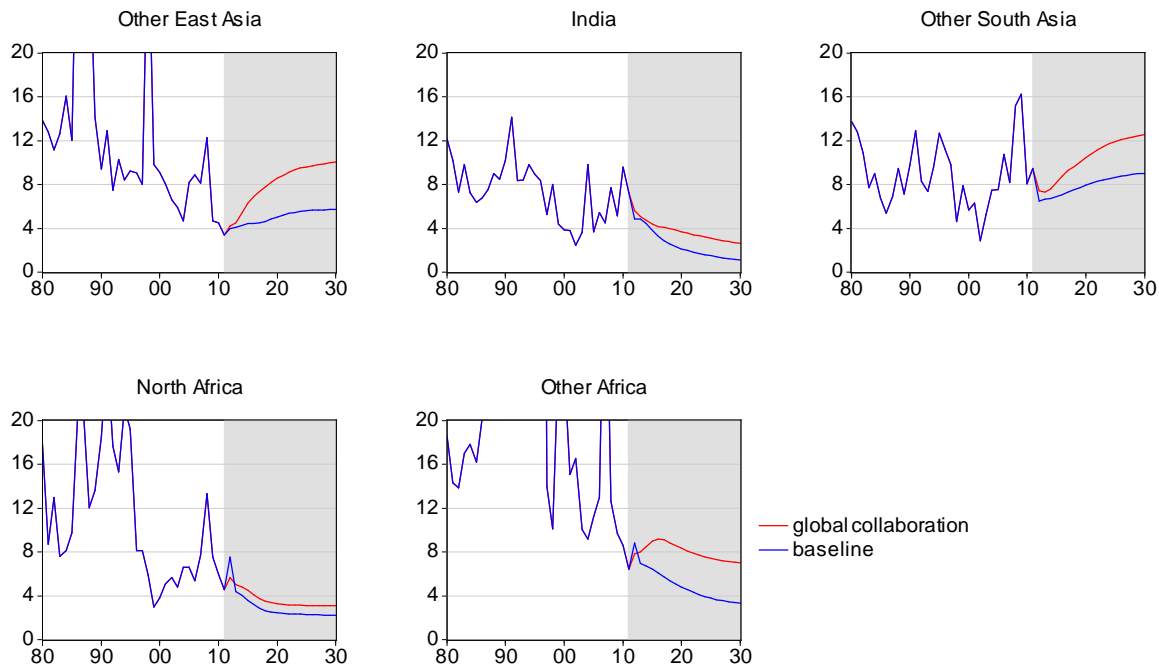 Other East Asia
India
Other South Asia
20
16
12
8
4
0
80 90 00 10 20 30
20
16
12
8
4
0
80 90 00 10 20 30
20
16
12
8
4
0
80 90 00 10 20 30
North Africa
Other Africa
20
16
12
8
4
0
80 90 00 10 20 30
20
16
12
8
4
0
80 90 00 10 20 30
global collaboration
baseline